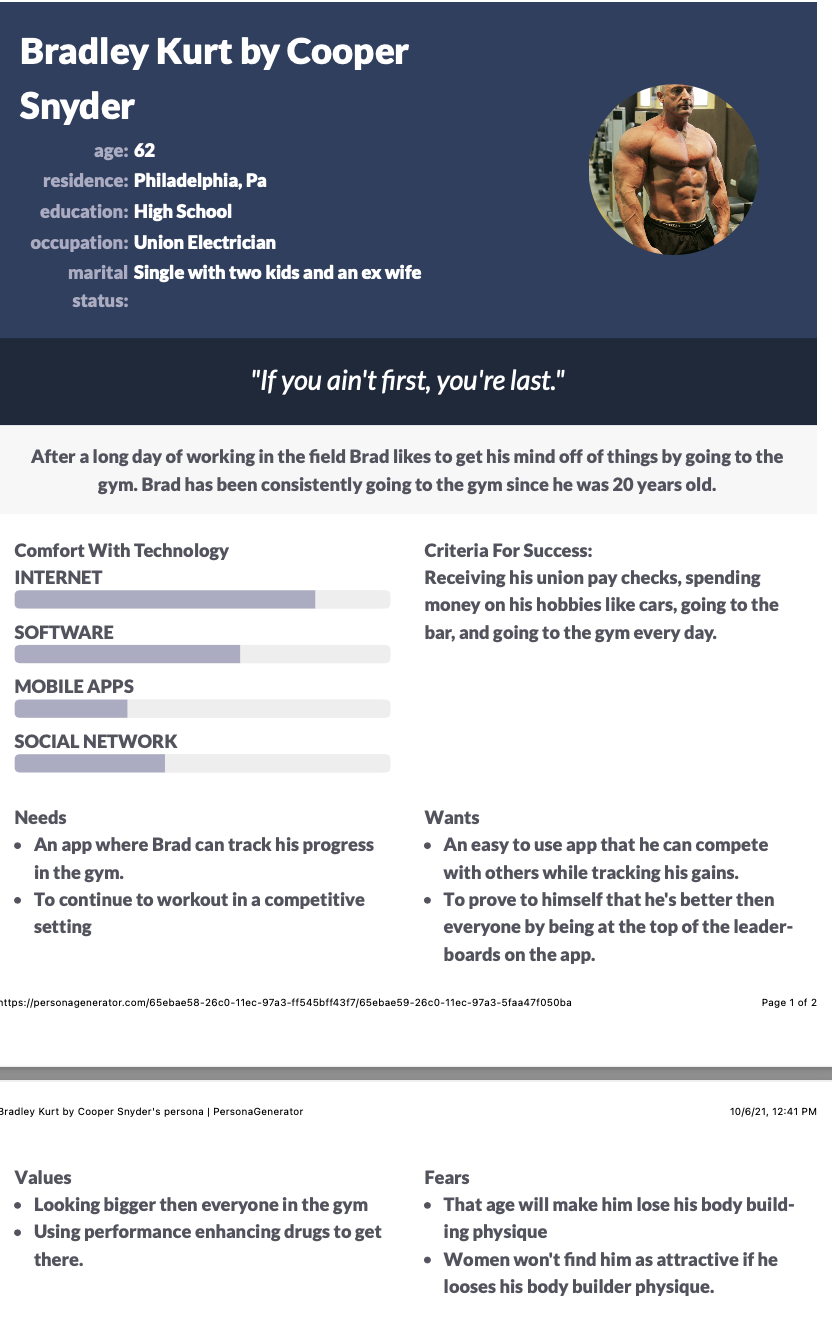 Bradley Kurt by Cooper
Snyder
age: 62
residence: Philadelphia, Pa
education: High School
occupation: Union Electrician
marital status: Single with two kids and an ex wife
"If you ain't first, you're last."
After a long day of working in the field Brad likes to get his mind off of things by going to the
gym. Brad has been consistently going to the gym since he was 20 years old.
Comfort With Technology
INTERNET
SOFTWARE
MOBILE APPS
SOCIAL NETWORK
Criteria For Success:
Receiving his union pay checks, spending
money on his hobbies like cars, going to the
bar, and going to the gym every day.
Needs
• An app where Brad can track his progress
in the gym.
• To continue to workout in a competitive
setting
Wants
• An easy to use app that he can compete
with others while tracking his gains.
• To prove to himself that he's better then
everyone by being at the top of the leader-
boards on the app.
https://personagenerator.com/65ebae58-26c0-11ec-97a3-ff545bff43f7/65ebae59-26c0-11ec-97a3-5faa47f050ba
Page 1 of 2
Bradley Kurt by Cooper Snyder's persona | PersonaGenerator
10/6/21, 12:41 PM
Values
• Looking bigger then everyone in the gym
• Using performance enhancing drugs to get
there.
Fears
• That age will make him lose his body build-
ing physique
• Women won't find him as attractive if he
looses his body builder physique.